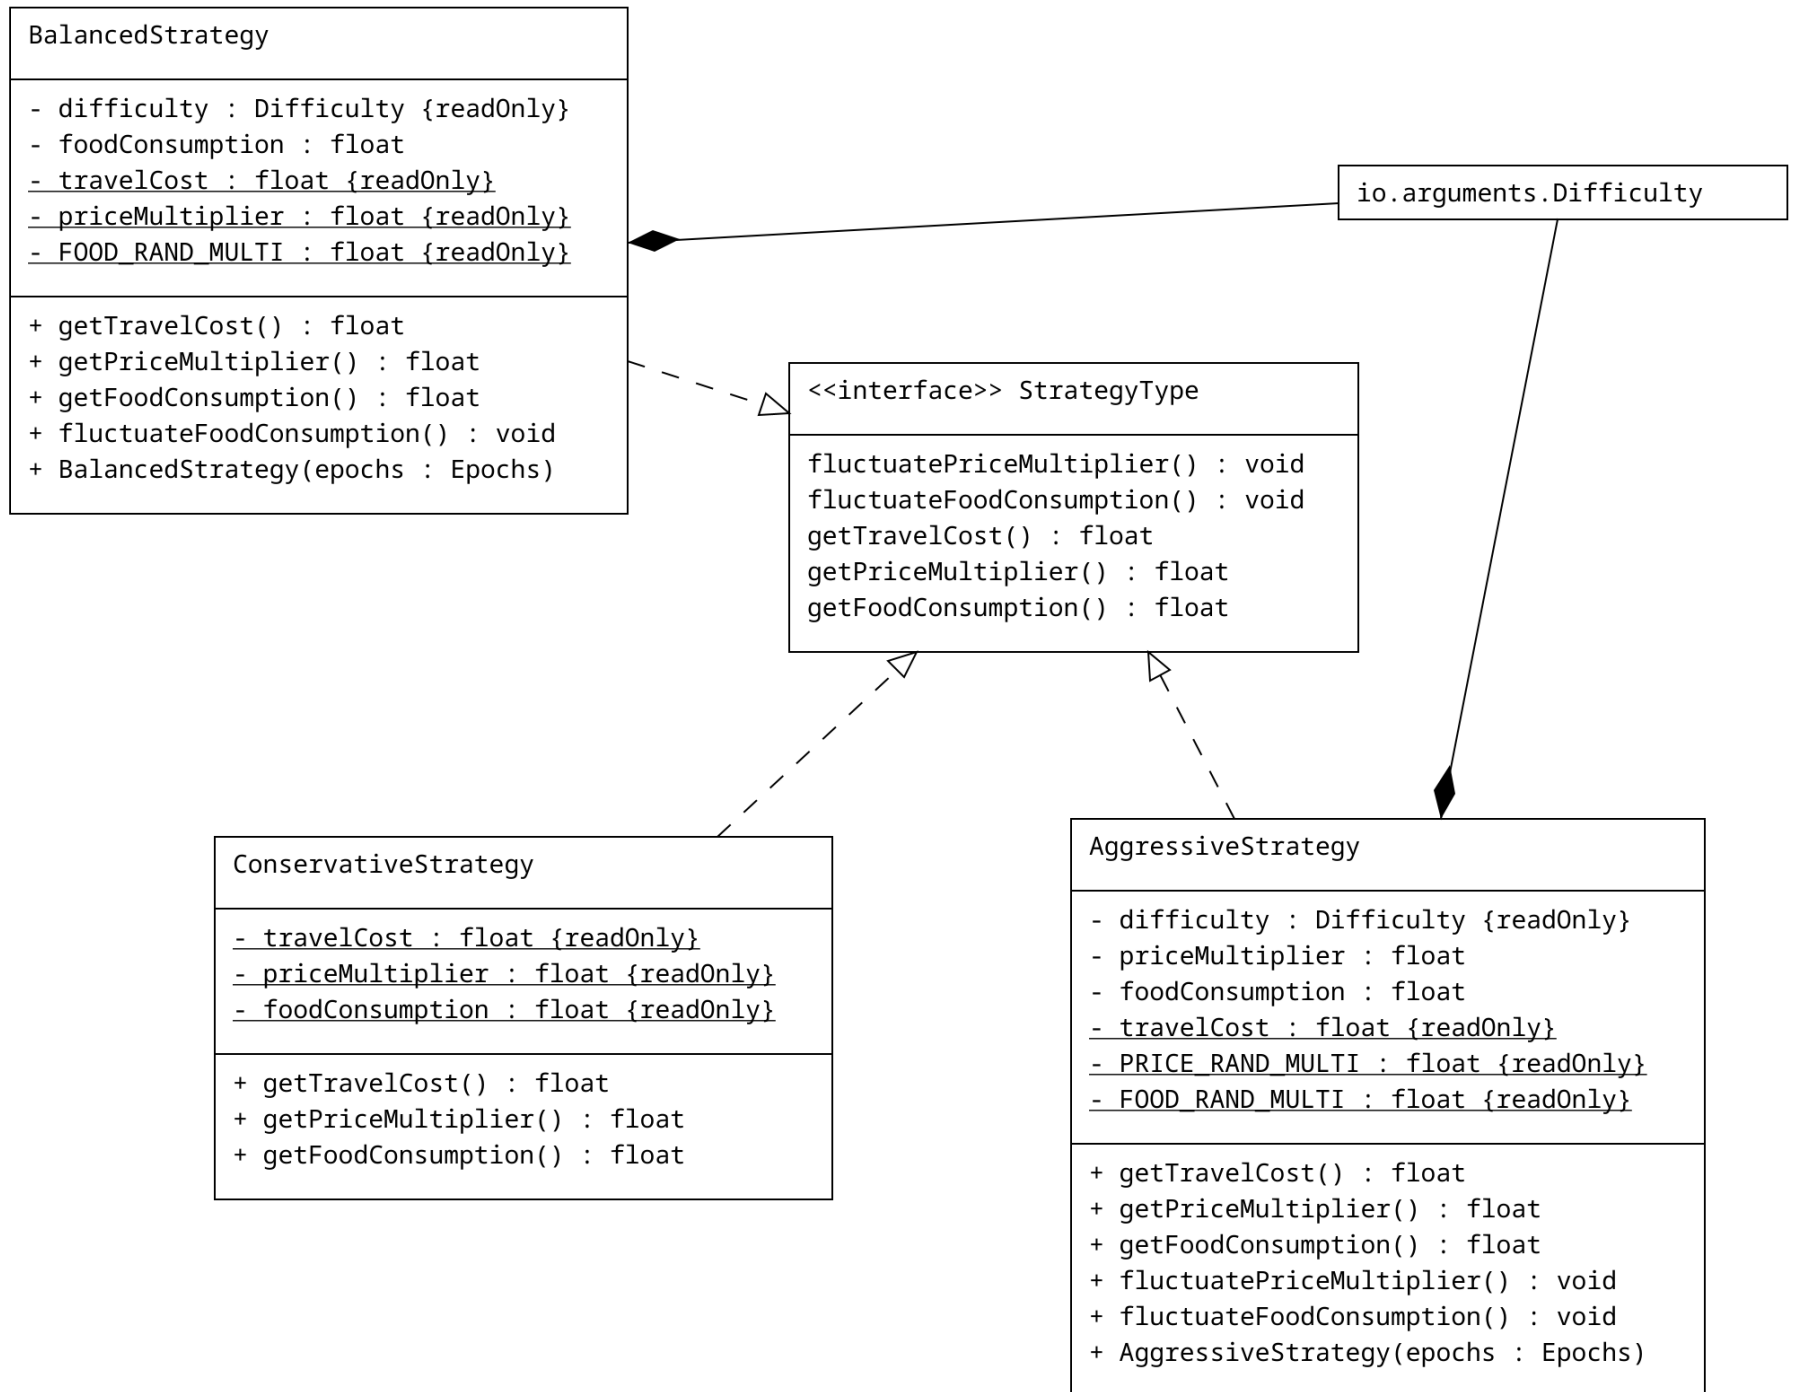 BalancedStrategy
- difficulty : Difficulty {readOnly}
- foodConsumption : float
- travelCost : float {readOnly}
- priceMultiplier : float {readOnly}
- FOOD_RAND_MULTI : float {readOnly}
+ getTravelCost() : float
+ getPriceMultiplier() : float
+ getFoodConsumption() : float
+ fluctuateFoodConsumption() : void
+ BalancedStrategy(epochs : Epochs)
io.arguments.Difficulty
<<interface>> StrategyType
fluctuatePriceMultiplier() : void
fluctuateFoodConsumption() : void
getTravelCost() : float
getPriceMultiplier() : float
getFoodConsumption() : float
ConservativeStrategy
- travelCost : float {readOnly}
- priceMultiplier : float {readOnly}
- foodConsumption : float {readOnly}
+ getTravelCost() : float
+ getPriceMultiplier() : float
+ getFoodConsumption() : float
AggressiveStrategy
- difficulty : Difficulty {readOnly}
- priceMultiplier : float
- foodConsumption : float
- travelCost : float {readOnly}
- PRICE_RAND_MULTI : float {readOnly}
- FOOD_RAND_MULTI : float {readOnly}
+ getTravelCost() : float
+ getPriceMultiplier() : float
+ getFoodConsumption() : float
+ fluctuatePriceMultiplier() : void
+ fluctuateFoodConsumption() : void
+ AggressiveStrategy(epochs : Epochs)